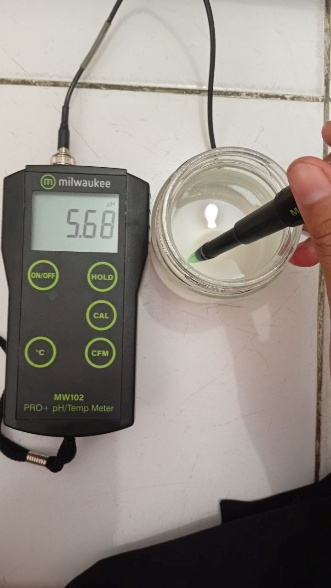 milwaukee
pH
5.68
ON/OFF
HOLD
CAL
°C
CFM
MW102
PRO+ pH/Temp Meter